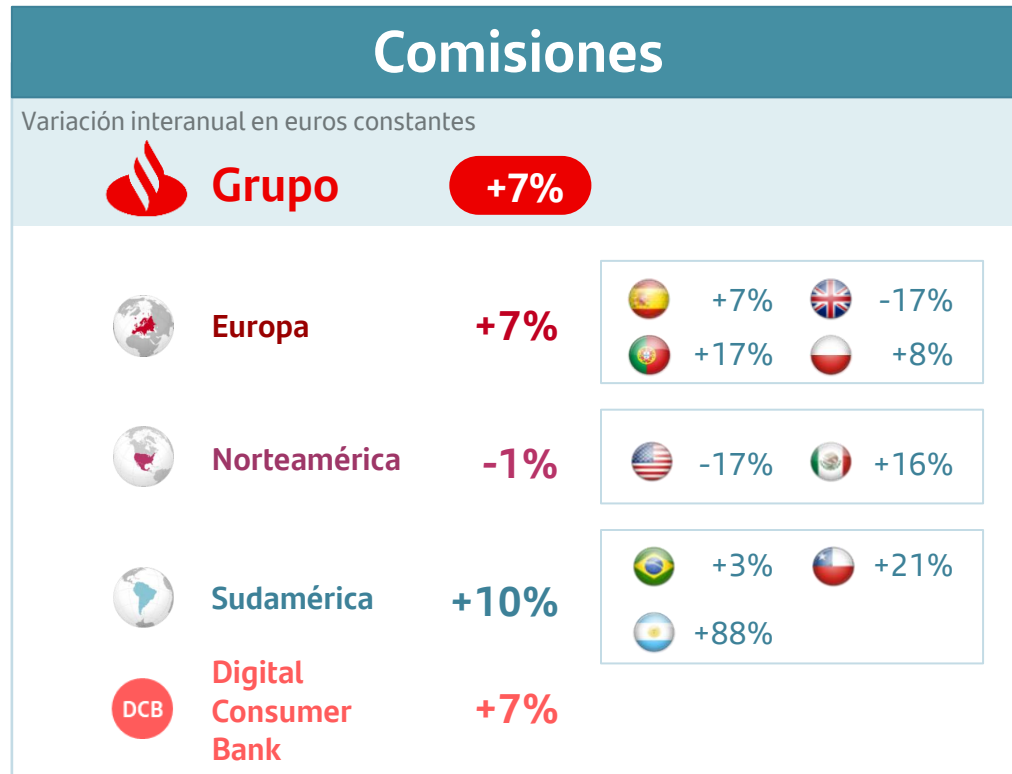 Comisiones
Variación interanual en euros constantes
Grupo +7%
Europa +7%
+7% -17%
+17% +8%
Norteamérica -1%
-17% +16%
Sudamérica +10%
+3% +21%
+88%
DCB
Digital
Consumer
Bank
+7%